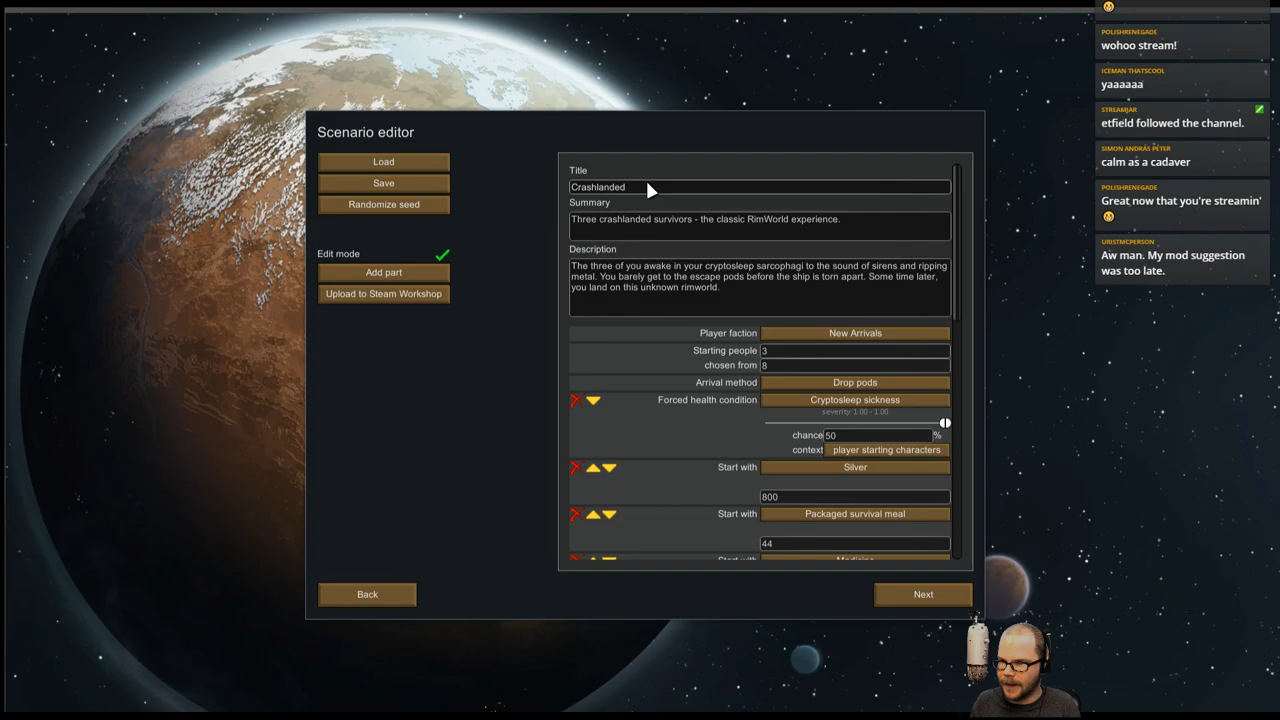 Scenario editor
Load
Save
Randomize seed
Edit mode
Add part
Upload to Steam Workshop
Title
Crashlanded
Summary
Three crashlanded survivors - the classic RimWorld experience.
Description
The three of you awake in your cryptosleep sarcophagi to the sound of sirens and ripping
metal. You barely get to the escape pods before the ship is torn apart. Some time later,
you land on this unknown rimworld.
Player faction New Arrivals
Starting people 3
chosen from 8
Arrival method Drop pods
Forced health condition Cryptosleep sickness
severity 1.00 - 1.00
chance 50 %
context player starting characters
Start with Silver
800
Start with Packaged survival meal
44
Start with Medicine
Back
Next
POLISHRENEGADE
wohoo stream!
ICEMAN THATSCOOL
yaaaaaa
STREAMJAR
etfield followed the channel.
SIMON ANDRÁS PÉTER
calm as a cadaver
POLISHRENEGADE
Great now that you're streamin'
URISTMCPERSON
Aw man. My mod suggestion
was too late.